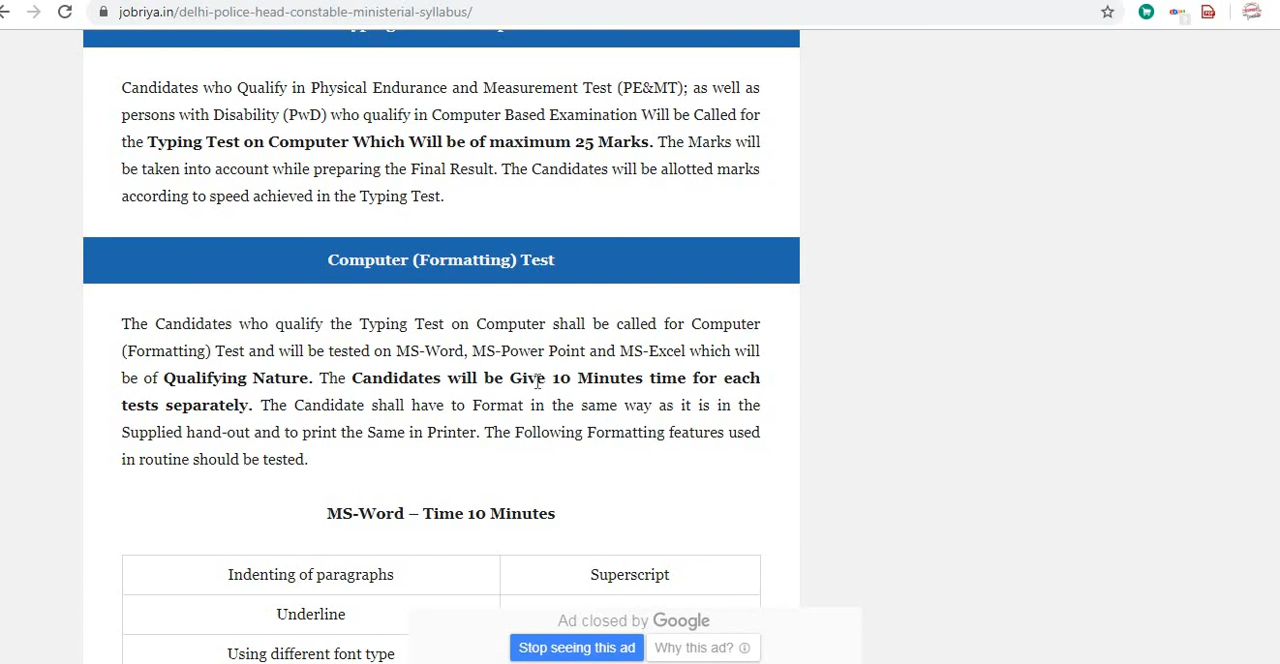 jobriya.in/delhi-police-head-constable-ministerial-syllabus/
Candidates who Qualify in Physical Endurance and Measurement Test (PE&MT); as well as
persons with Disability (PwD) who qualify in Computer Based Examination Will be Called for
the Typing Test on Computer Which Will be of maximum 25 Marks. The Marks will
be taken into account while preparing the Final Result. The Candidates will be allotted marks
according to speed achieved in the Typing Test.
Computer (Formatting) Test
The Candidates who qualify the Typing Test on Computer shall be called for Computer
(Formatting) Test and will be tested on MS-Word, MS-Power Point and MS-Excel which will
be of Qualifying Nature. The Candidates will be Give 10 Minutes time for each
tests separately. The Candidate shall have to Format in the same way as it is in the
Supplied hand-out and to print the Same in Printer. The Following Formatting features used
in routine should be tested.
MS-Word – Time 10 Minutes
Indenting of paragraphs
Superscript
Underline
Using different font type
Ad closed by Google
Stop seeing this ad
Why this ad?